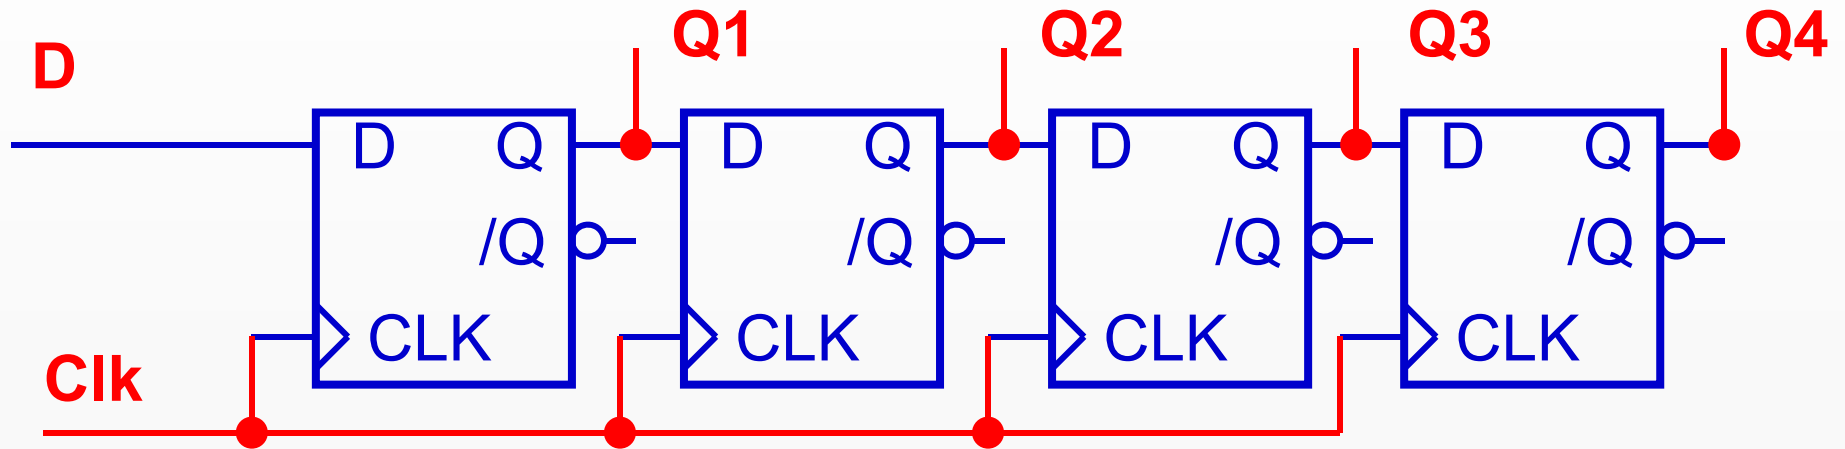 Q1 Q2 Q3 Q4
D
D Q D Q D Q D Q
/Q /Q /Q /Q
CLK CLK CLK CLK
Clk